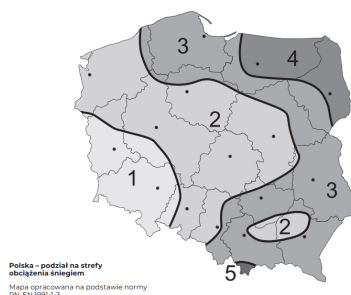 3
4
2
1
3
2
5
Polska – podział na strefy
obciążenia śniegiem
Mapa opracowana na podstawie normy
PN-EN 1991-1-3